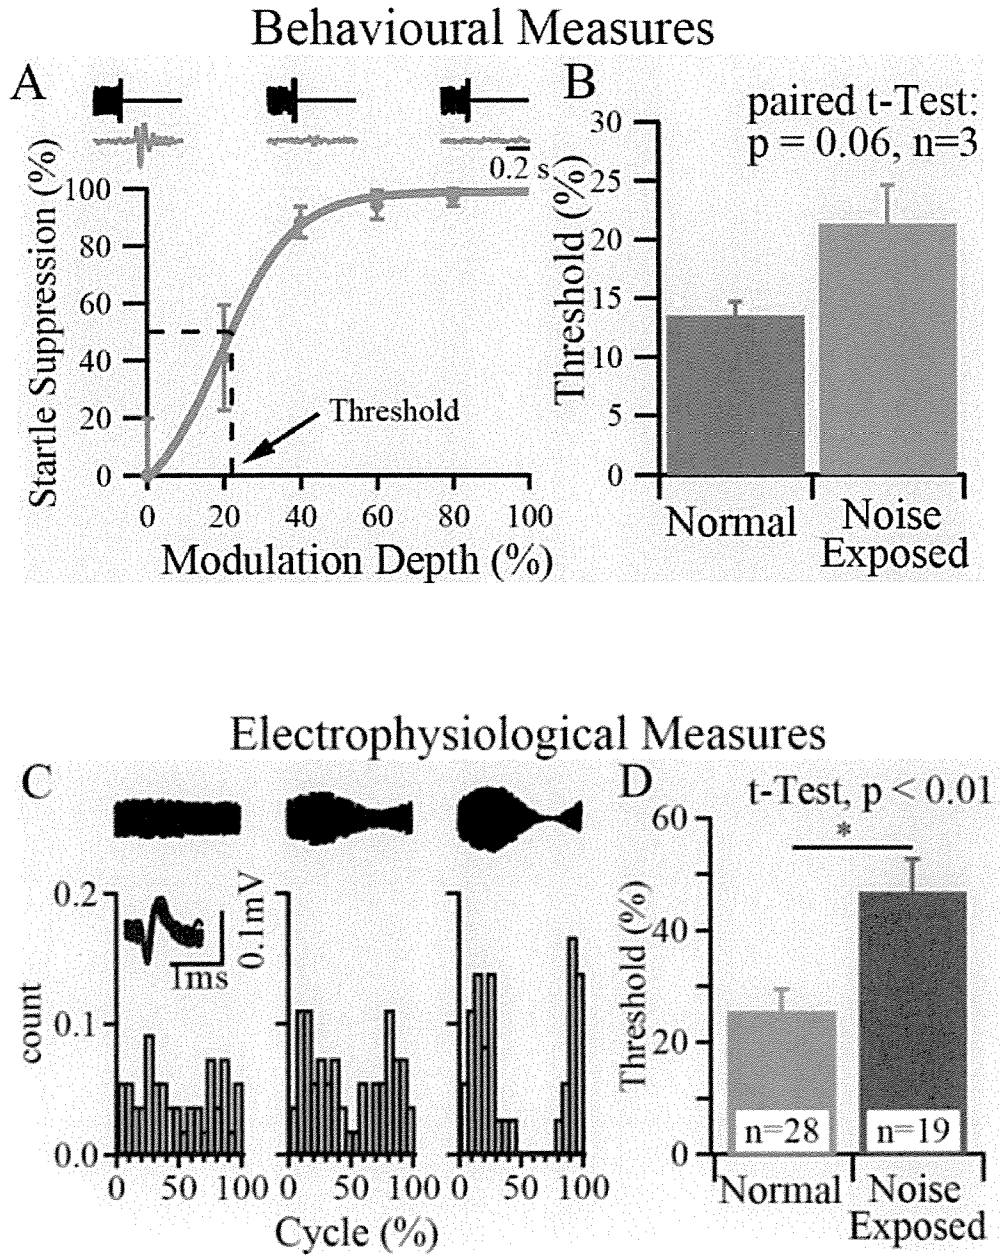 Behavioural Measures
A
0.2 s
Startle Suppression (%)
100
80
60
40
20
0
Threshold
0
20
40
60
80
100
Modulation Depth (%)
B
paired t-Test:
p = 0.06, n=3
Threshold (%)
30
25
20
15
10
5
0
Normal
Noise
Exposed
Electrophysiological Measures
C
count
0.2
0.1
0.0
0.1mV
1ms
0 50 100
0 50 100
0 50 100
Cycle (%)
D
t-Test, p < 0.01
*
Threshold (%)
60
40
20
0
n=28
n=19
Normal
Noise
Exposed